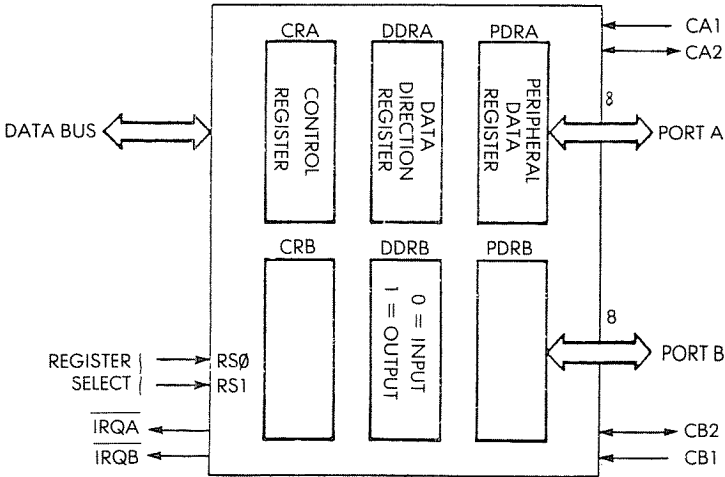 CRA
DDRA
PDRA
CA1
CA2
CONTROL
REGISTER
DATA
DIRECTION
REGISTER
PERIPHERAL
DATA
REGISTER
DATA BUS
8
PORT A
CRB
DDRB
PDRB
0 = INPUT
1 = OUTPUT
8
PORT B
REGISTER
SELECT
RSØ
RS1
IRQA
IRQB
CB2
CB1